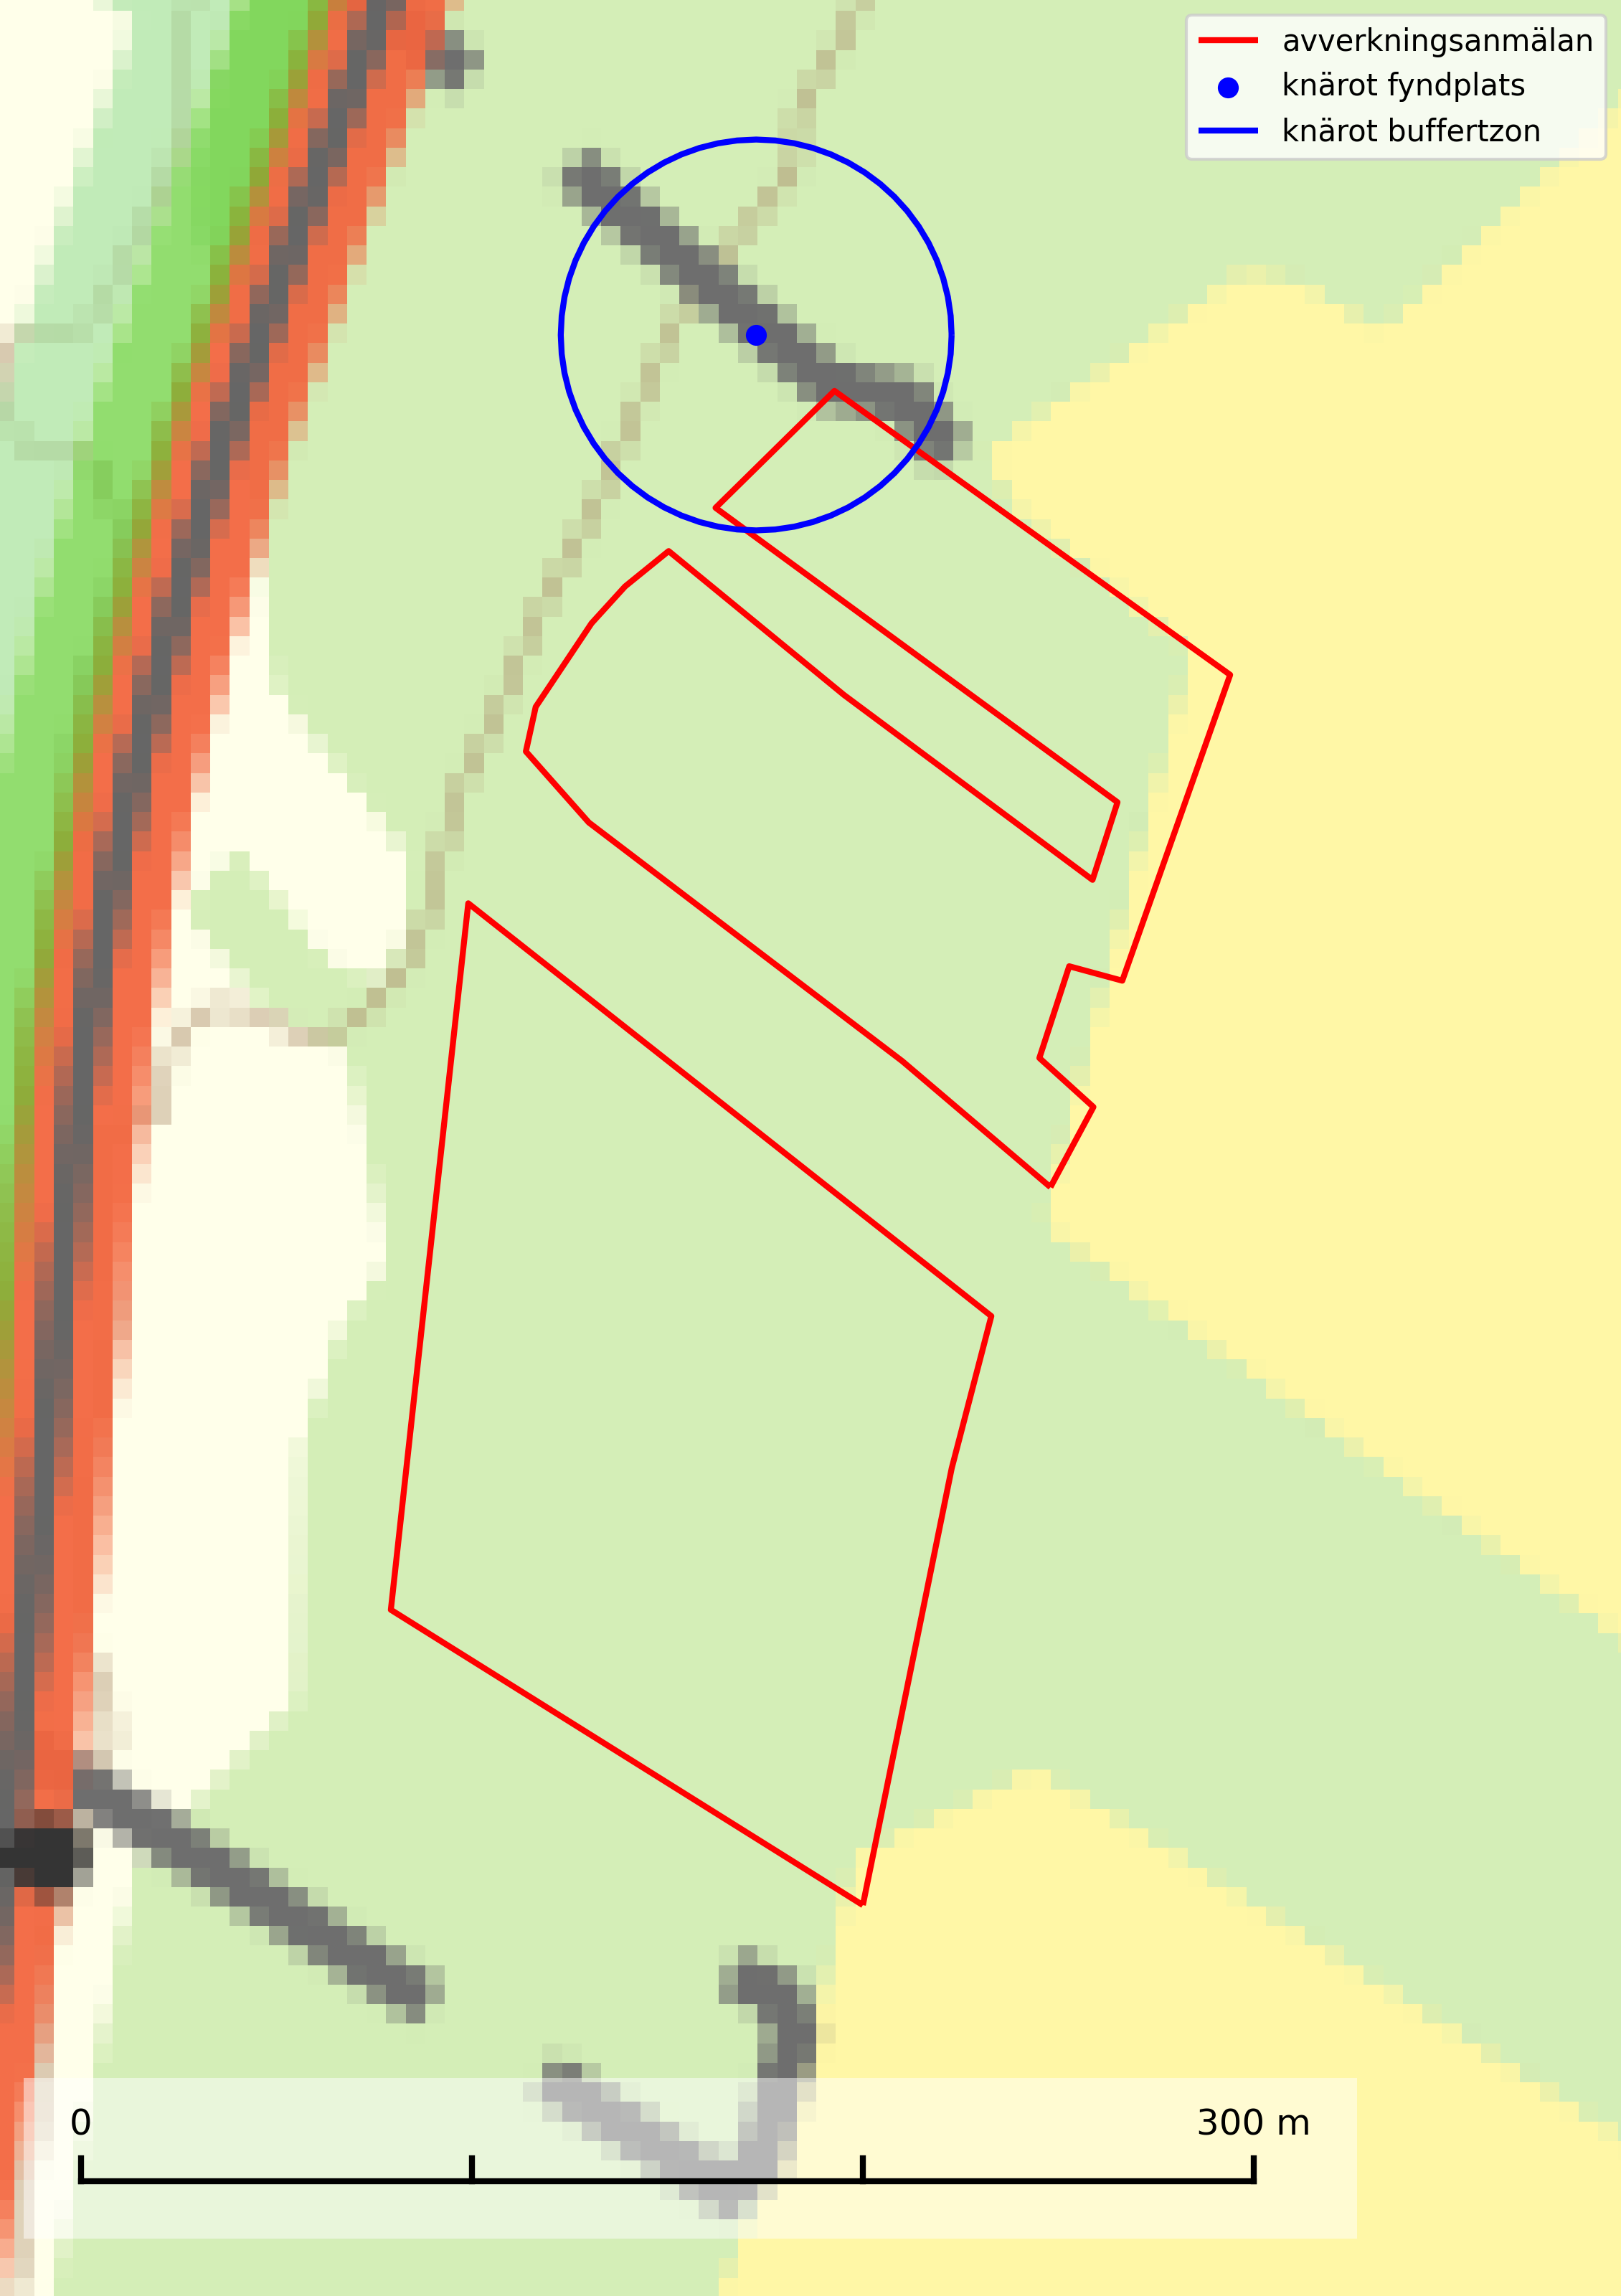 avverkningsanmälan
knärot fyndplats
knärot buffertzon
0
300 m